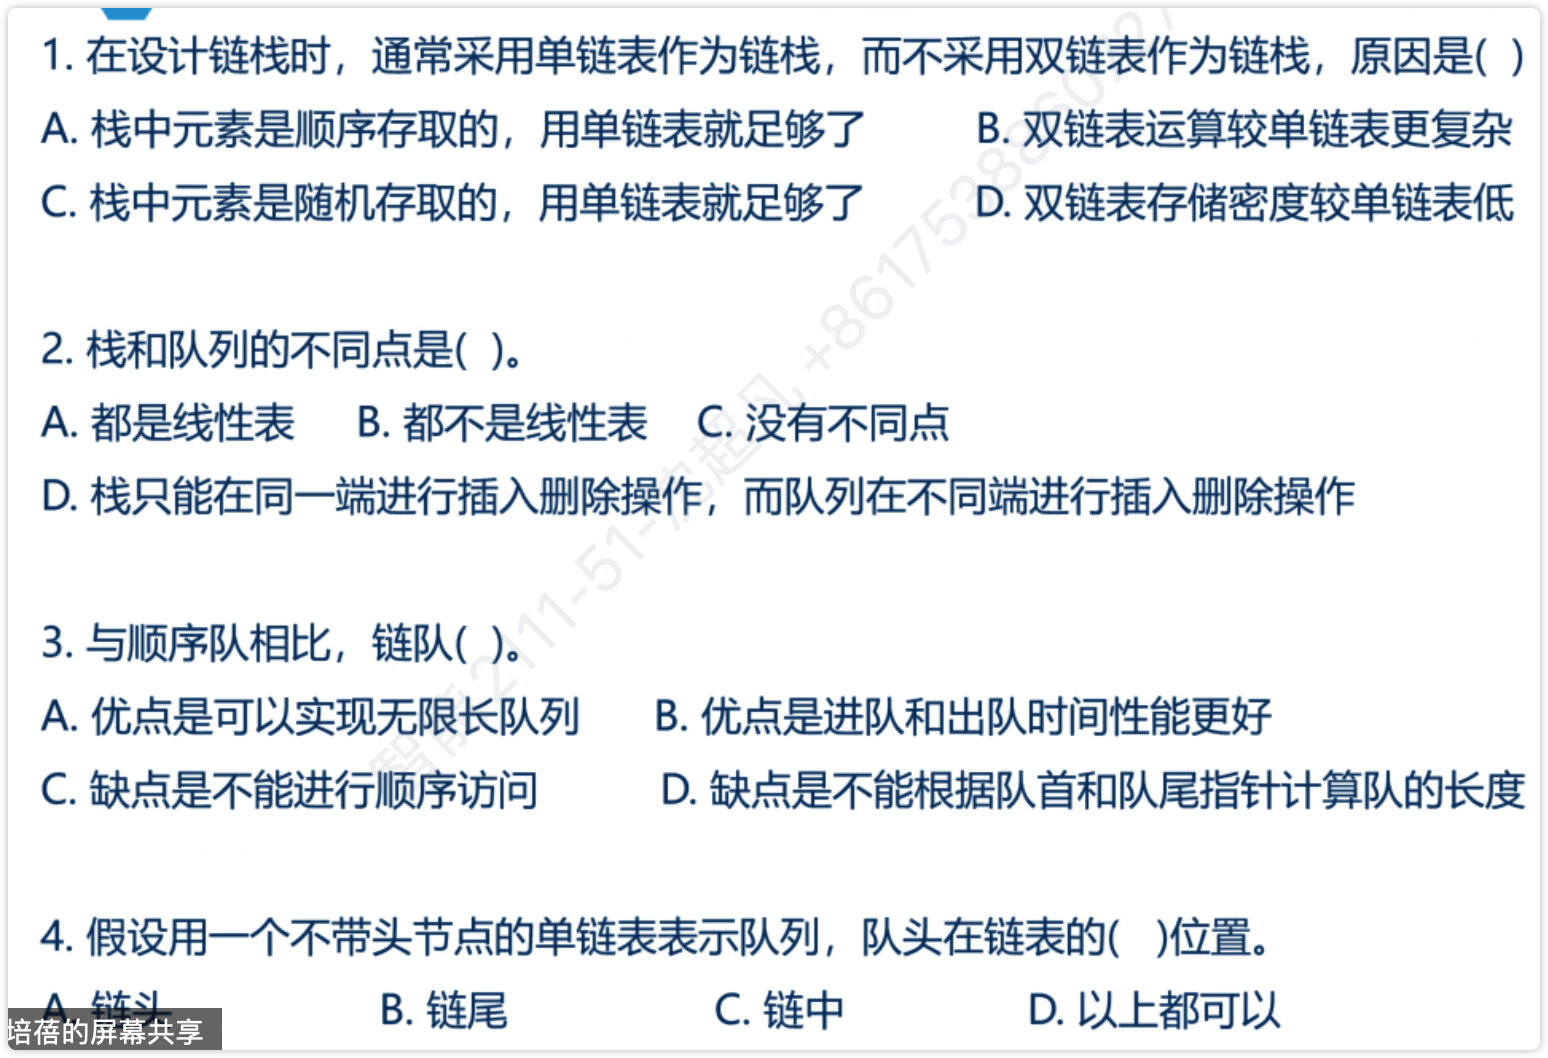 1. 在设计链栈时，通常采用单链表作为链栈，而不采用双链表作为链栈，原因是( )
A. 栈中元素是顺序存取的，用单链表就足够了 B. 双链表运算较单链表更复杂
C. 栈中元素是随机存取的，用单链表就足够了 D. 双链表存储密度较单链表低
2. 栈和队列的不同点是( )。
A. 都是线性表 B. 都不是线性表 C. 没有不同点
D. 栈只能在同一端进行插入删除操作，而队列在不同端进行插入删除操作
3. 与顺序队相比，链队( )。
A. 优点是可以实现无限长队列 B. 优点是进队和出队时间性能更好
C. 缺点是不能进行顺序访问 D. 缺点是不能根据队首和队尾指针计算队的长度
4. 假设用一个不带头节点的单链表表示队列，队头在链表的( )位置。
A. 链头 B. 链尾 C. 链中 D. 以上都可以
培蓓的屏幕共享